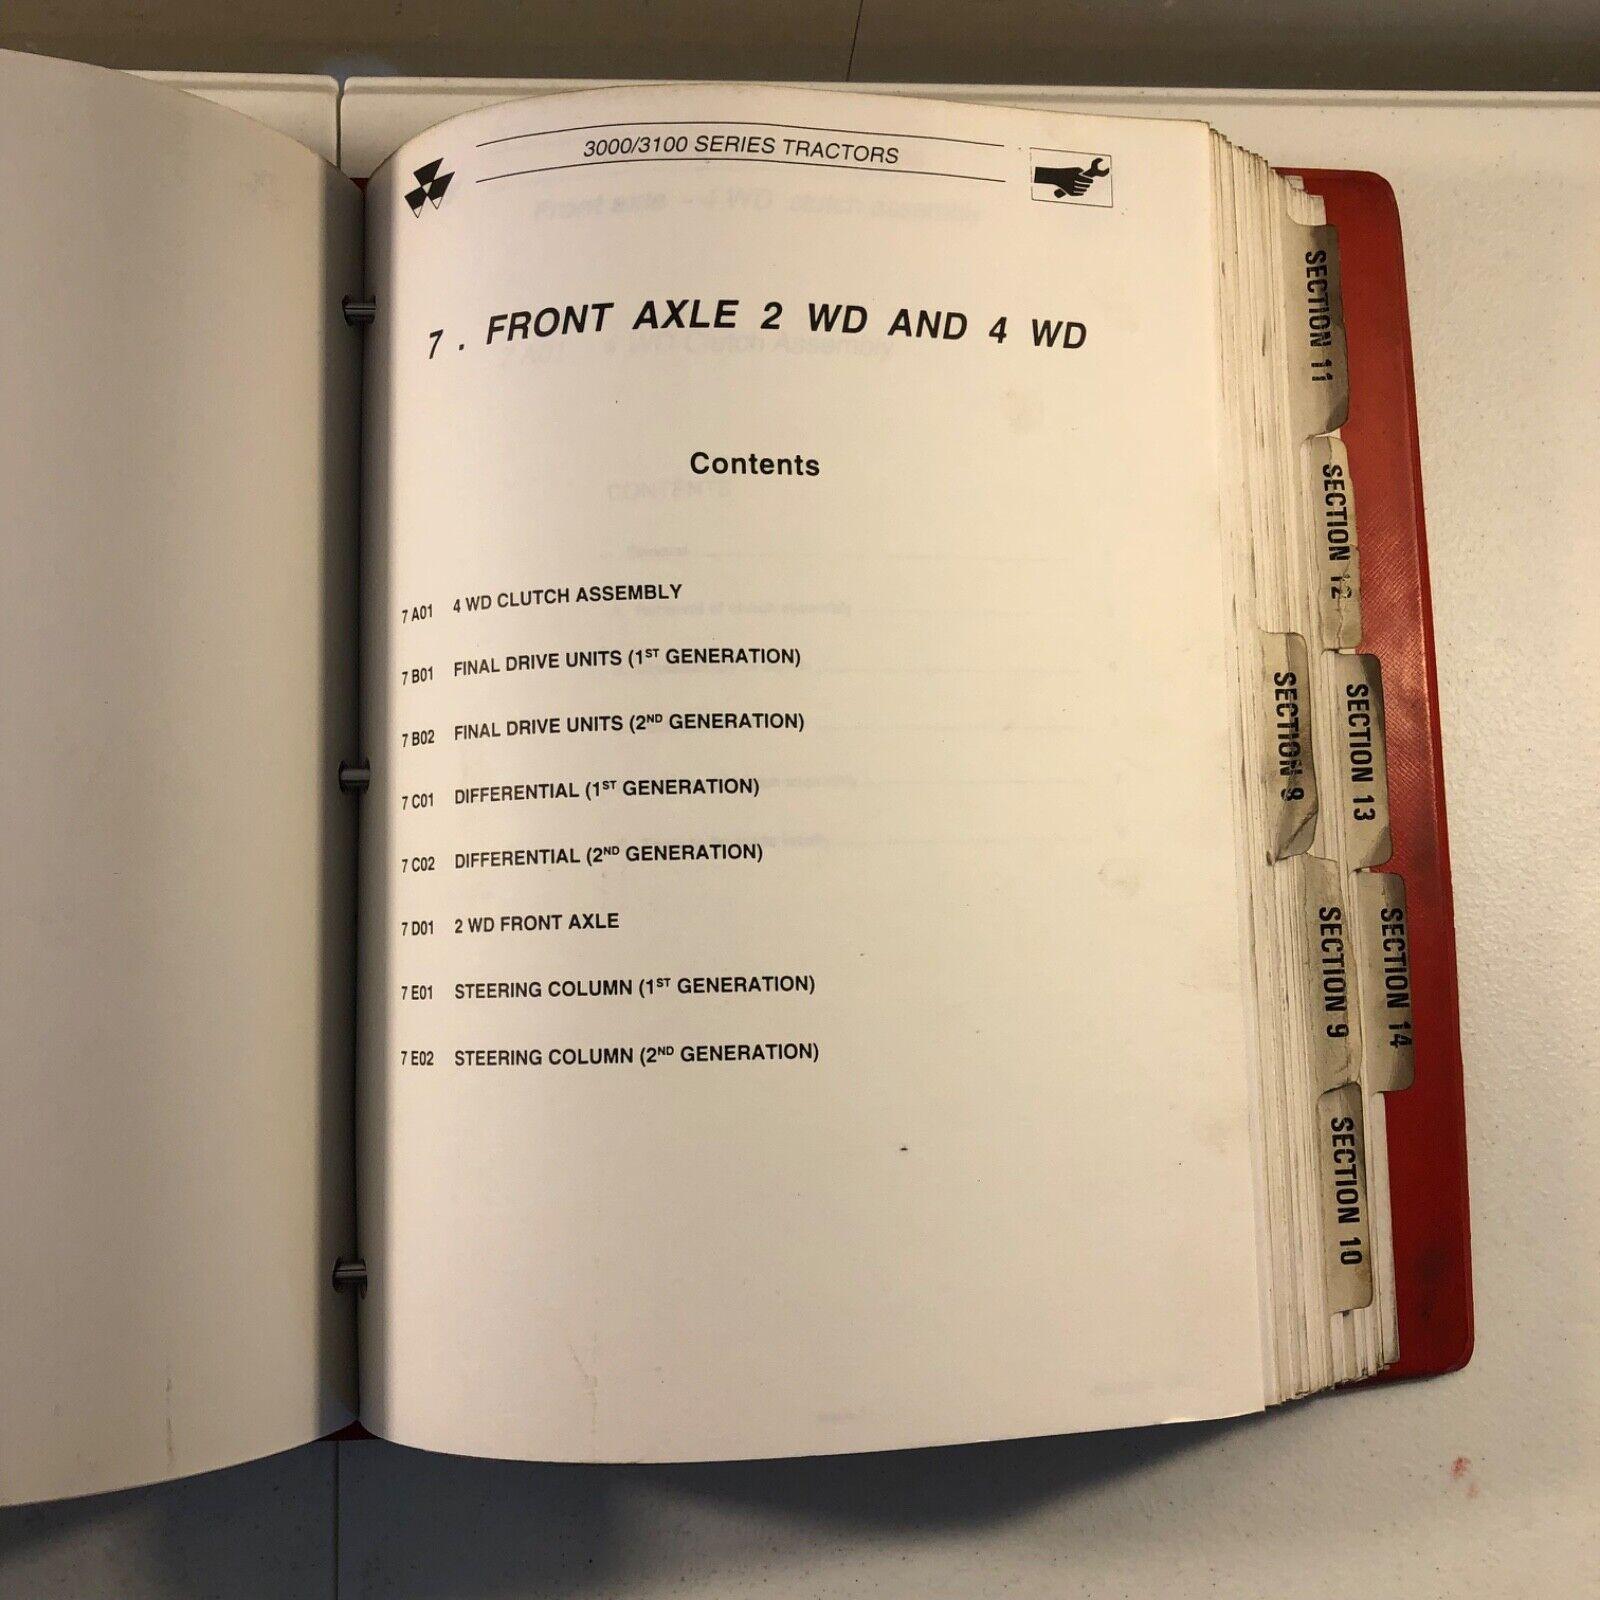 3000/3100 SERIES TRACTORS
7 . FRONT AXLE 2 WD AND 4 WD
Contents
7 A01 4 WD CLUTCH ASSEMBLY
7 B01 FINAL DRIVE UNITS (1ST GENERATION)
7 B02 FINAL DRIVE UNITS (2ND GENERATION)
7 C01 DIFFERENTIAL (1ST GENERATION)
7 C02 DIFFERENTIAL (2ND GENERATION)
7 D01 2 WD FRONT AXLE
7 E01 STEERING COLUMN (1ST GENERATION)
7 E02 STEERING COLUMN (2ND GENERATION)
SECTION 11
SECTION 12
SECTION 8
SECTION 13
SECTION 9
SECTION 14
SECTION 10